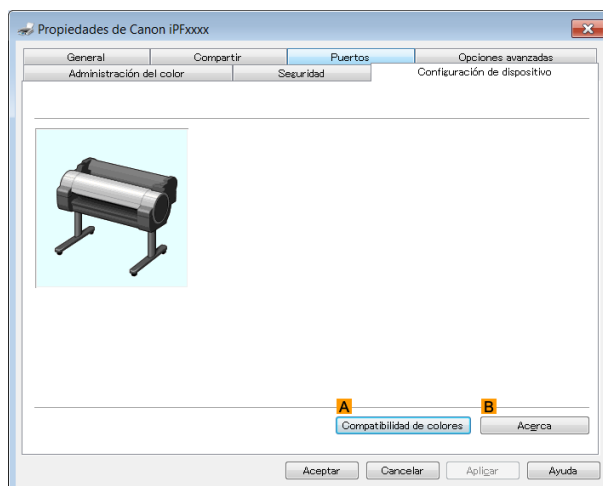 Propiedades de Canon iPFxxxx
General Compartir Puertos Opciones avanzadas
Administración del color Seguridad Configuración de dispositivo
A B
Compatibilidad de colores Acerca
Aceptar Cancelar Aplicar Ayuda